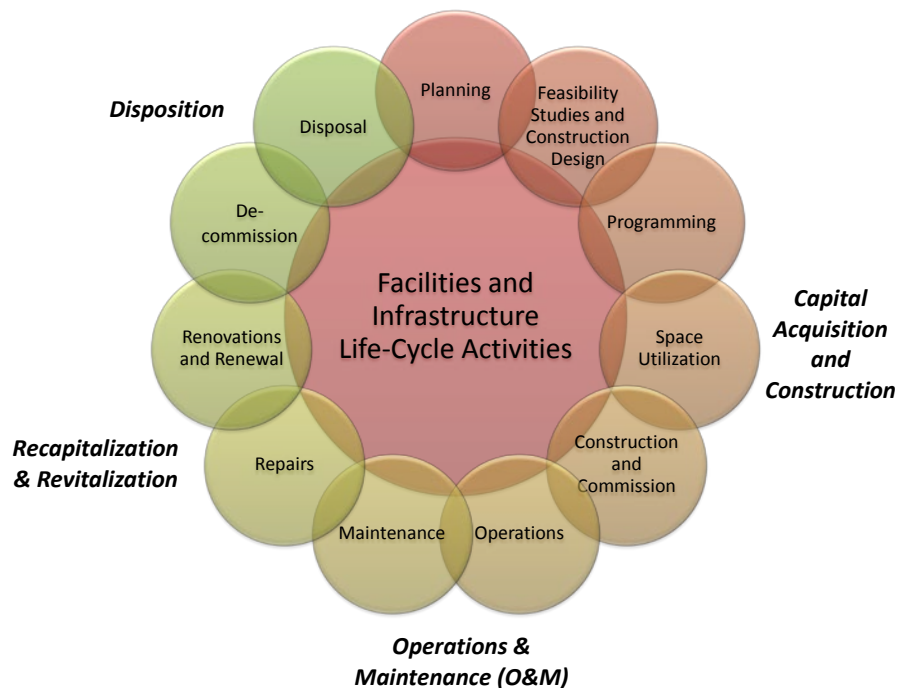 Planning
Feasibility
Studies and
Construction
Design
Programming
Space
Utilization
Construction
and
Commission
Operations
Maintenance
Repairs
Renovations
and Renewal
De-
commission
Disposal
Facilities and
Infrastructure
Life-Cycle Activities
Disposition
Capital
Acquisition
and
Construction
Recapitalization
& Revitalization
Operations &
Maintenance (O&M)